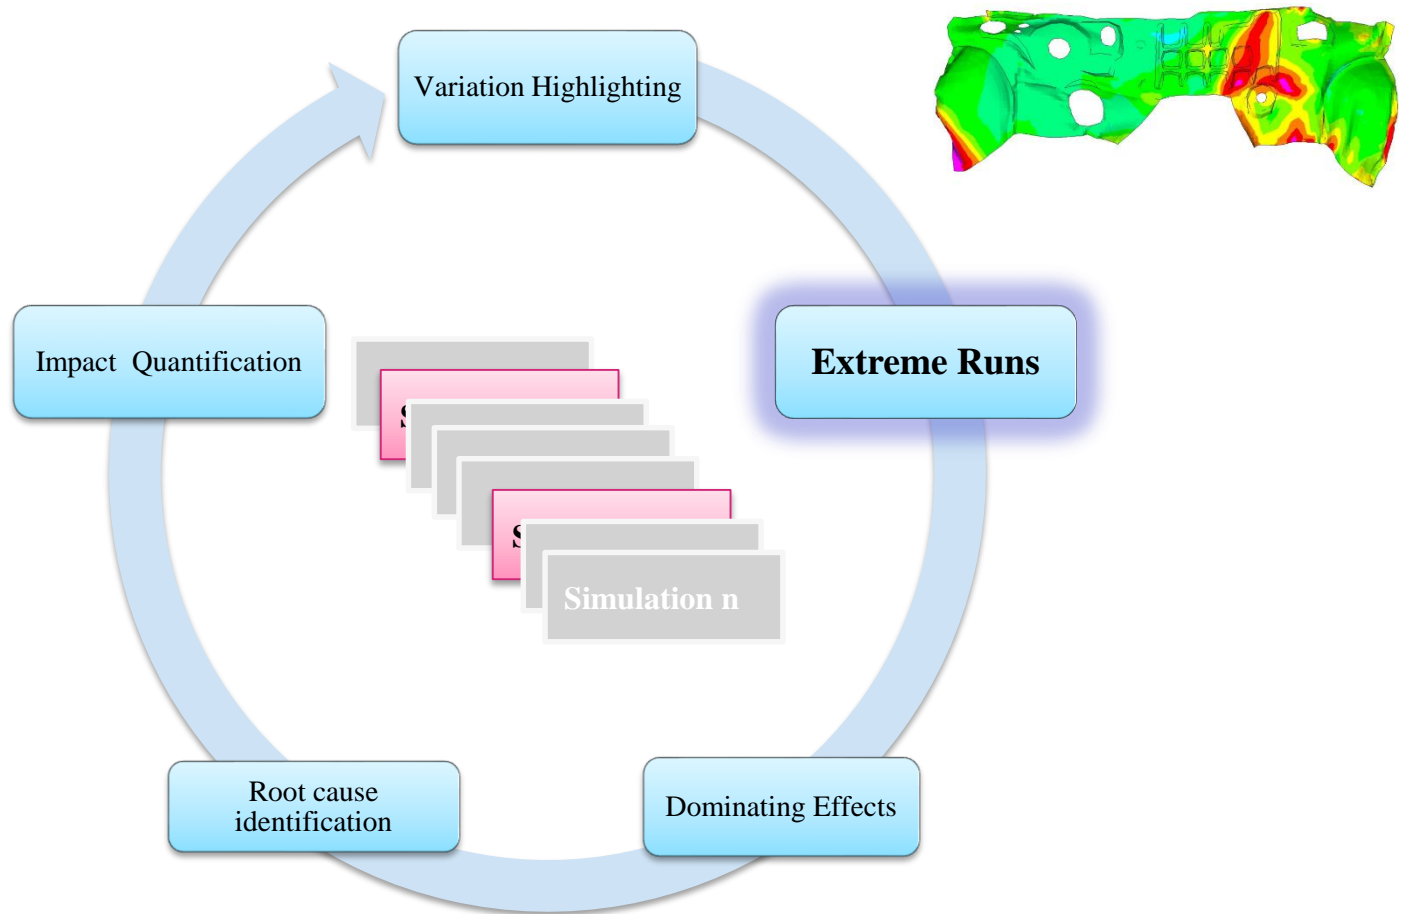 Variation Highlighting
Extreme Runs
Impact  Quantification
S
S
Simulation n
Root cause
identification
Dominating Effects